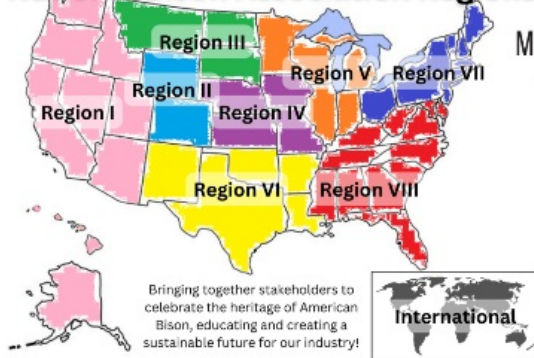 Region III
Region V
Region VII
M
Region II
Region I
Region IV
Region VI
Region VIII
Bringing together stakeholders to
celebrate the heritage of American
Bison, educating and creating a
sustainable future for our industry!
International